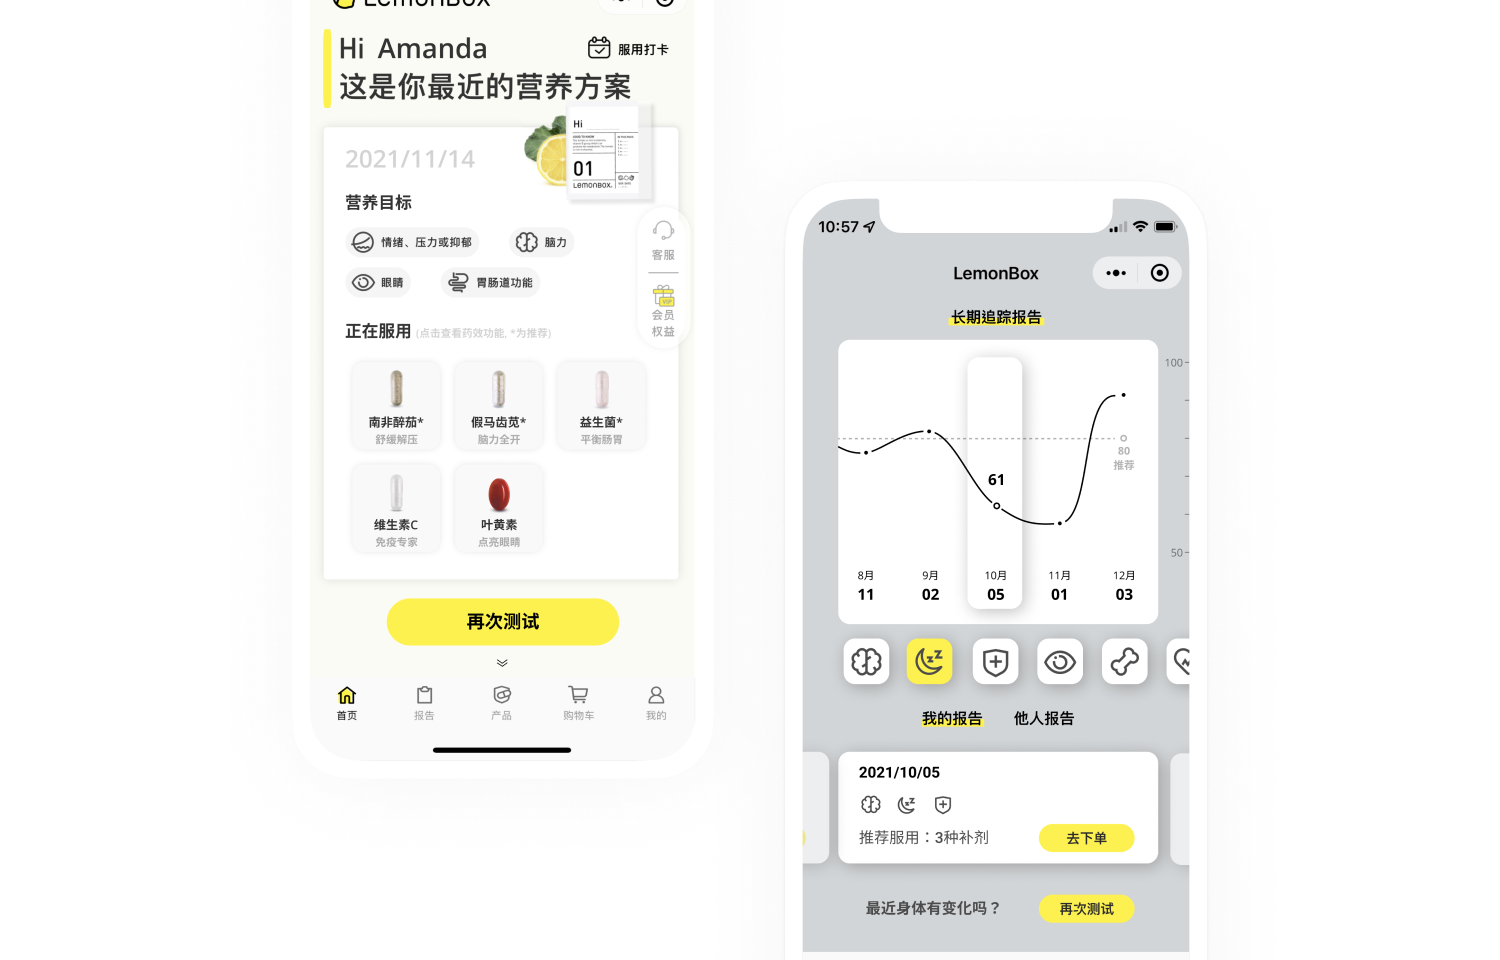 LemonBox
Hi Amanda
服用打卡
这是你最近的营养方案
2021/11/14
Hi
01
LemonBox.
营养目标
情绪、压力或抑郁
脑力
眼睛
胃肠道功能
客服
VIP
会员
权益
正在服用 (点击查看药效功能, *为推荐)
南非醉茄*
舒缓解压
假马齿苋*
脑力全开
益生菌*
平衡肠胃
维生素C
免疫专家
叶黄素
点亮眼睛
再次测试
首页
报告
产品
购物车
我的
10:57
LemonBox
长期追踪报告
100
80
推荐
61
50
8月
11
9月
02
10月
05
11月
01
12月
03
我的报告
他人报告
2021/10/05
推荐服用：3种补剂
去下单
最近身体有变化吗？
再次测试